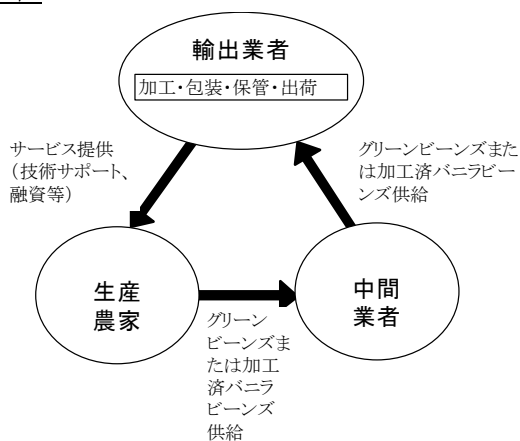 輸出業者
加工・包装・保管・出荷
サービス提供
（技術サポート、
融資等）
グリーンビーンズまた
は加工済バニラビー
ンズ供給
生産
農家
中間
業者
グリーン
ビーンズま
たは加工
済バニラ
ビーンズ
供給